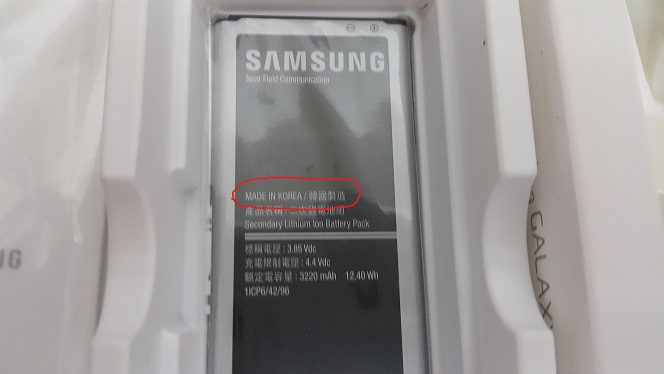 SAMSUNG
Near Field Communication
MADE IN KOREA / 韓國製造
產品名稱 : 二次鋰電池組
Secondary Lithium Ion Battery Pack
標稱電壓 : 3.85 Vdc
充電限制電壓 : 4.4 Vdc
額定電容量 : 3220 mAh 12.40 Wh
1ICP6/42/96
GALAXY